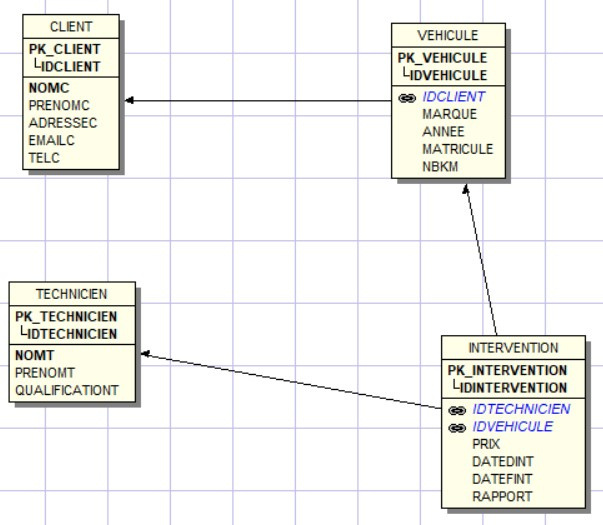 CLIENT
PK_CLIENT
IDCLIENT
NOMC
PRENOMC
ADRESSEC
EMAILC
TELC
VEHICULE
PK_VEHICULE
IDVEHICULE
IDCLIENT
MARQUE
ANNEE
MATRICULE
NBKM
TECHNICIEN
PK_TECHNICIEN
IDTECHNICIEN
NOMT
PRENOMT
QUALIFICATIONT
INTERVENTION
PK_INTERVENTION
IDINTERVENTION
IDTECHNICIEN
IDVEHICULE
PRIX
DATEDINT
DATEFINT
RAPPORT